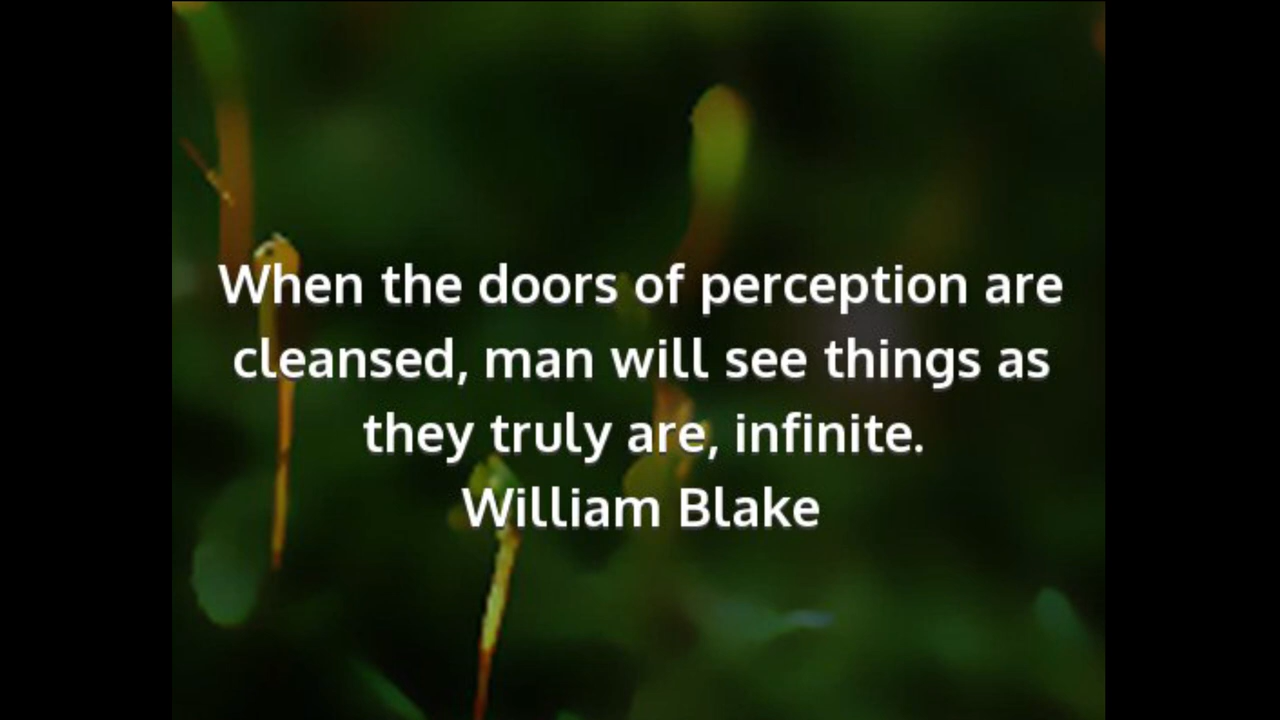 When the doors of perception are
cleansed, man will see things as
they truly are, infinite.
William Blake